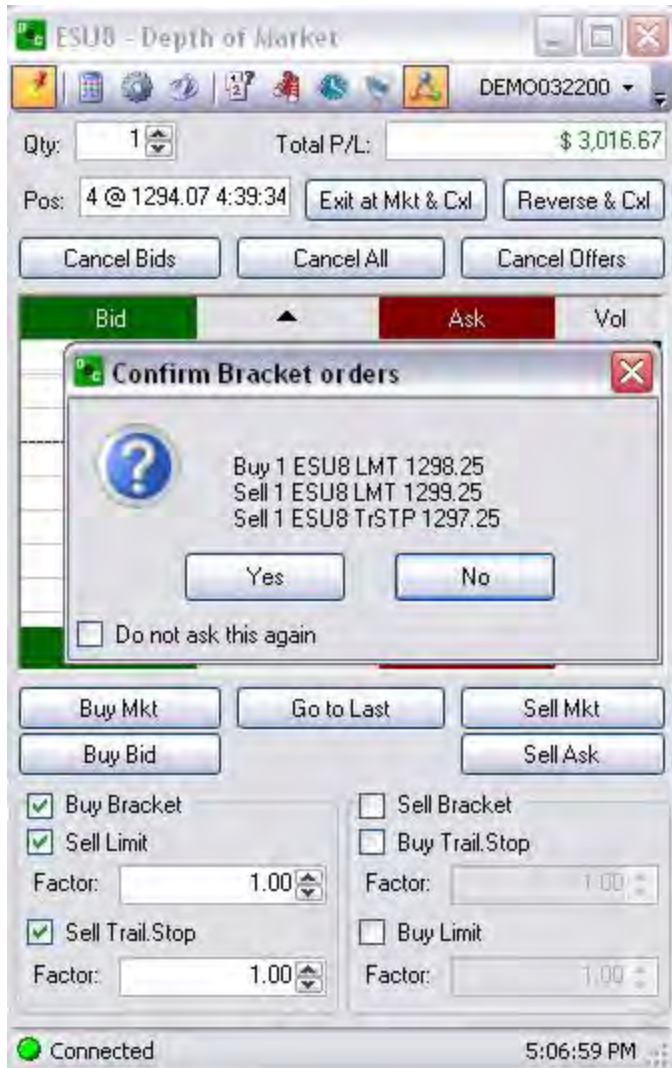 ESU8 - Depth of Market
DEMO032200
Qty: 1 Total P/L: $ 3,016.67
Pos: 4 @ 1294.07 4:39:34 Exit at Mkt & Cxl Reverse & Cxl
Cancel Bids Cancel All Cancel Offers
Bid Ask Vol
Confirm Bracket orders
Buy 1 ESU8 LMT 1298.25
Sell 1 ESU8 LMT 1299.25
Sell 1 ESU8 TrSTP 1297.25
Yes No
Do not ask this again
Buy Mkt Go to Last Sell Mkt
Buy Bid Sell Ask
Buy Bracket Sell Bracket
Sell Limit Buy Trail.Stop
Factor: 1.00 Factor: 1.00
Sell Trail.Stop Buy Limit
Factor: 1.00 Factor: 1.00
Connected 5:06:59 PM